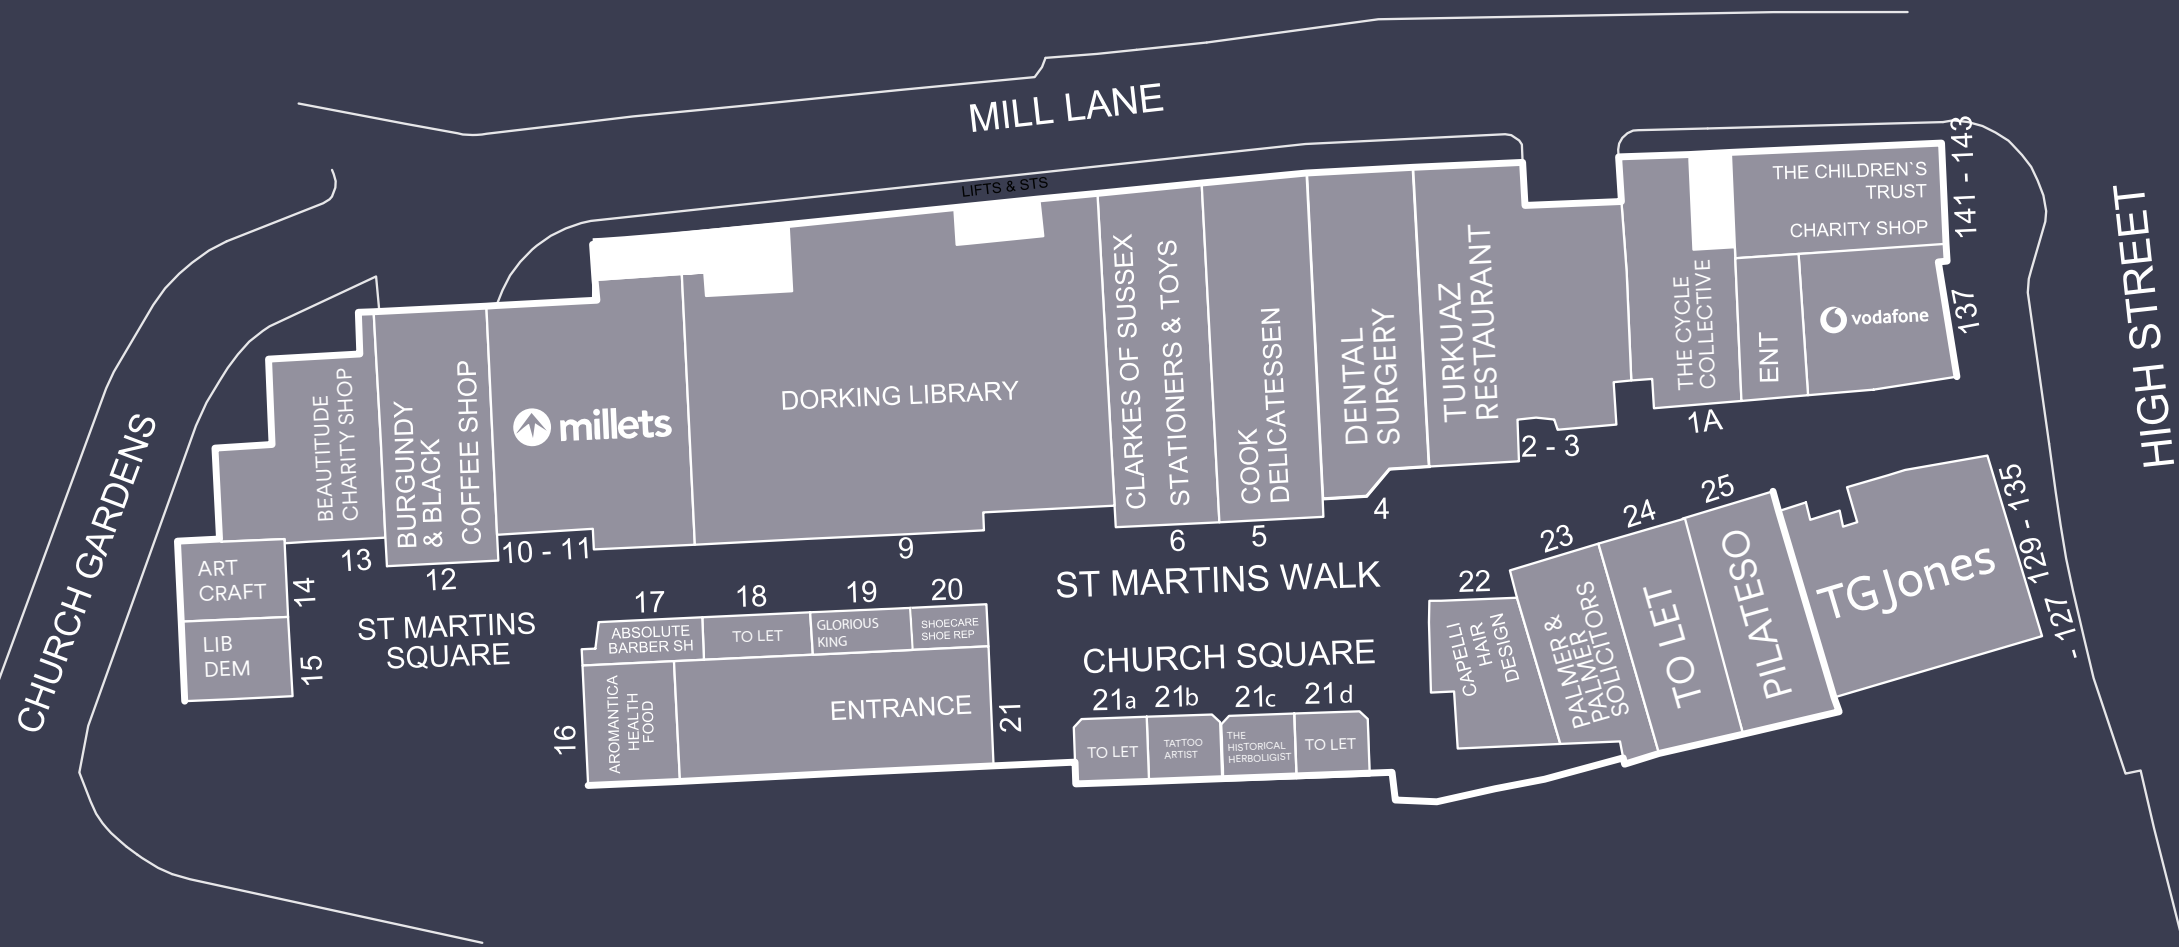 MILL LANE
HIGH STREET
CHURCH GARDENS
LIFTS & STS
BEAUTITUDE
CHARITY SHOP
BURGUNDY
& BLACK
COFFEE SHOP
millets
DORKING LIBRARY
CLARKES OF SUSSEX
STATIONERS & TOYS
COOK
DELICATESSEN
DENTAL
SURGERY
TURKUAZ
RESTAURANT
THE CYCLE
COLLECTIVE
THE CHILDREN`S
TRUST
CHARITY SHOP
ENT
vodafone
141 - 143
137
13
12
10 - 11
9
6
5
4
2 - 3
1A
ART
CRAFT
14
LIB
DEM
15
ST MARTINS
SQUARE
ST MARTINS WALK
CHURCH SQUARE
17
18
19
20
ABSOLUTE
BARBER SH
TO LET
GLORIOUS
KING
SHOECARE
SHOE REP
16
AROMANTICA
HEALTH
FOOD
ENTRANCE
21
21a
21b
21c
21d
TO LET
TATTOO
ARTIST
THE
HISTORICAL
HERBOLIGIST
TO LET
22
23
24
25
CAPELLI
HAIR
DESIGN
PALMER &
PALMER
SOLICITORS
TO LET
PILATESO
TGJones
129 - 135
- 127